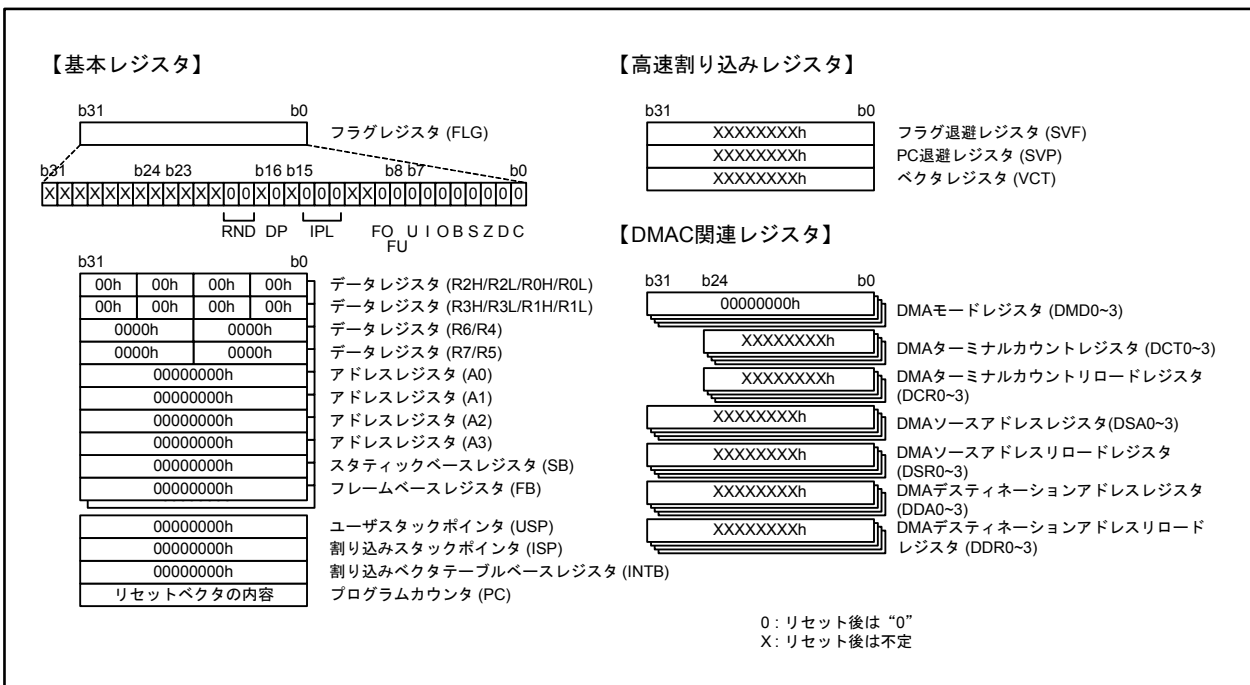 【基本レジスタ】
b31 b0
フラグレジスタ (FLG)
b31 b24 b23 b16 b15 b8 b7 b0
X X X X X X X X X X X X 0 0 X 0 X 0 0 0 X X 0 0 0 0 0 0 0 0 0 0
RND DP IPL FO U I O B S Z D C
FU
b31 b0
00h 00h 00h 00h データレジスタ (R2H/R2L/R0H/R0L)
00h 00h 00h 00h データレジスタ (R3H/R3L/R1H/R1L)
0000h 0000h データレジスタ (R6/R4)
0000h 0000h データレジスタ (R7/R5)
00000000h アドレスレジスタ (A0)
00000000h アドレスレジスタ (A1)
00000000h アドレスレジスタ (A2)
00000000h アドレスレジスタ (A3)
00000000h スタティックベースレジスタ (SB)
00000000h フレームベースレジスタ (FB)
00000000h ユーザスタックポインタ (USP)
00000000h 割り込みスタックポインタ (ISP)
00000000h 割り込みベクタテーブルベースレジスタ (INTB)
リセットベクタの内容 プログラムカウンタ (PC)
【高速割り込みレジスタ】
b31 b0
XXXXXXXXh フラグ退避レジスタ (SVF)
XXXXXXXXh PC退避レジスタ (SVP)
XXXXXXXXh ベクタレジスタ (VCT)
【DMAC関連レジスタ】
b31 b24 b0
00000000h DMAモードレジスタ (DMD0~3)
XXXXXXXXh DMAターミナルカウントレジスタ (DCT0~3)
XXXXXXXXh DMAターミナルカウントリロードレジスタ
(DCR0~3)
XXXXXXXXh DMAソースアドレスレジスタ(DSA0~3)
XXXXXXXXh DMAソースアドレスリロードレジスタ
(DSR0~3)
XXXXXXXXh DMAデスティネーションアドレスレジスタ
(DDA0~3)
XXXXXXXXh DMAデスティネーションアドレスリロード
レジスタ (DDR0~3)
0 : リセット後は “0”
X : リセット後は不定